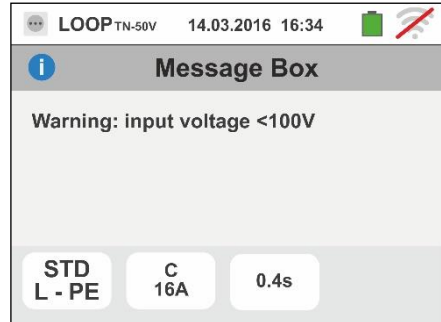 LOOP TN-50V 14.03.2016 16:34
Message Box
Warning: input voltage <100V
STD C 0.4s
L - PE 16A